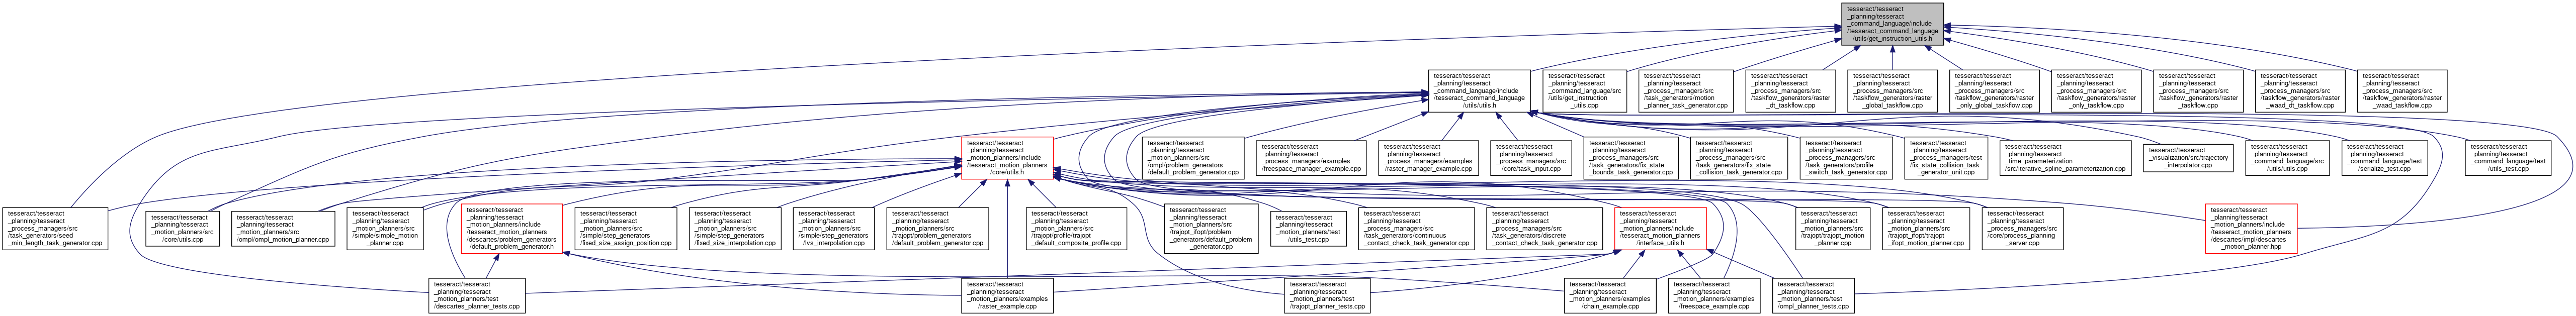 tesseract/tesseract
_planning/tesseract
_command_language/include
/tesseract_command_language
/utils/get_instruction_utils.h
tesseract/tesseract
_planning/tesseract
_command_language/include
/tesseract_command_language
/utils/utils.h
tesseract/tesseract
_planning/tesseract
_command_language/src
/utils/get_instruction
_utils.cpp
tesseract/tesseract
_planning/tesseract
_process_managers/src
/task_generators/motion
_planner_task_generator.cpp
tesseract/tesseract
_planning/tesseract
_process_managers/src
/taskflow_generators/raster
_dt_taskflow.cpp
tesseract/tesseract
_planning/tesseract
_process_managers/src
/taskflow_generators/raster
_global_taskflow.cpp
tesseract/tesseract
_planning/tesseract
_process_managers/src
/taskflow_generators/raster
_only_global_taskflow.cpp
tesseract/tesseract
_planning/tesseract
_process_managers/src
/taskflow_generators/raster
_only_taskflow.cpp
tesseract/tesseract
_planning/tesseract
_process_managers/src
/taskflow_generators/raster
_taskflow.cpp
tesseract/tesseract
_planning/tesseract
_process_managers/src
/taskflow_generators/raster
_waad_dt_taskflow.cpp
tesseract/tesseract
_planning/tesseract
_process_managers/src
/taskflow_generators/raster
_waad_taskflow.cpp
tesseract/tesseract
_planning/tesseract
_motion_planners/include
/tesseract_motion_planners
/core/utils.h
tesseract/tesseract
_planning/tesseract
_motion_planners/src
/ompl/problem_generators
/default_problem_generator.cpp
tesseract/tesseract
_planning/tesseract
_process_managers/examples
/freespace_manager_example.cpp
tesseract/tesseract
_planning/tesseract
_process_managers/examples
/raster_manager_example.cpp
tesseract/tesseract
_planning/tesseract
_process_managers/src
/core/task_input.cpp
tesseract/tesseract
_planning/tesseract
_process_managers/src
/task_generators/fix_state
_bounds_task_generator.cpp
tesseract/tesseract
_planning/tesseract
_process_managers/src
/task_generators/fix_state
_collision_task_generator.cpp
tesseract/tesseract
_planning/tesseract
_process_managers/src
/task_generators/profile
_switch_task_generator.cpp
tesseract/tesseract
_planning/tesseract
_process_managers/test
/fix_state_collision_task
_generator_unit.cpp
tesseract/tesseract
_planning/tesseract
_time_parameterization
/src/iterative_spline_parameterization.cpp
tesseract/tesseract
_visualization/src/trajectory
_interpolator.cpp
tesseract/tesseract
_planning/tesseract
_command_language/src
/utils/utils.cpp
tesseract/tesseract
_planning/tesseract
_command_language/test
/serialize_test.cpp
tesseract/tesseract
_planning/tesseract
_command_language/test
/utils_test.cpp
tesseract/tesseract
_planning/tesseract
_process_managers/src
/task_generators/seed
_min_length_task_generator.cpp
tesseract/tesseract
_planning/tesseract
_motion_planners/src
/core/utils.cpp
tesseract/tesseract
_planning/tesseract
_motion_planners/src
/ompl/ompl_motion_planner.cpp
tesseract/tesseract
_planning/tesseract
_motion_planners/src
/simple/simple_motion
_planner.cpp
tesseract/tesseract
_planning/tesseract
_motion_planners/include
/tesseract_motion_planners
/descartes/problem_generators
/default_problem_generator.h
tesseract/tesseract
_planning/tesseract
_motion_planners/src
/simple/step_generators
/fixed_size_assign_position.cpp
tesseract/tesseract
_planning/tesseract
_motion_planners/src
/simple/step_generators
/fixed_size_interpolation.cpp
tesseract/tesseract
_planning/tesseract
_motion_planners/src
/simple/step_generators
/lvs_interpolation.cpp
tesseract/tesseract
_planning/tesseract
_motion_planners/src
/trajopt/problem_generators
/default_problem_generator.cpp
tesseract/tesseract
_planning/tesseract
_motion_planners/src
/trajopt/profile/trajopt
_default_composite_profile.cpp
tesseract/tesseract
_planning/tesseract
_motion_planners/src
/trajopt_ifopt/problem
_generators/default_problem
_generator.cpp
tesseract/tesseract
_planning/tesseract
_motion_planners/test
/utils_test.cpp
tesseract/tesseract
_planning/tesseract
_process_managers/src
/task_generators/continuous
_contact_check_task_generator.cpp
tesseract/tesseract
_planning/tesseract
_process_managers/src
/task_generators/discrete
_contact_check_task_generator.cpp
tesseract/tesseract
_planning/tesseract
_motion_planners/include
/tesseract_motion_planners
/interface_utils.h
tesseract/tesseract
_planning/tesseract
_motion_planners/src
/trajopt/trajopt_motion
_planner.cpp
tesseract/tesseract
_planning/tesseract
_motion_planners/src
/trajopt_ifopt/trajopt
_ifopt_motion_planner.cpp
tesseract/tesseract
_planning/tesseract
_process_managers/src
/core/process_planning
_server.cpp
tesseract/tesseract
_planning/tesseract
_motion_planners/include
/tesseract_motion_planners
/descartes/impl/descartes
_motion_planner.hpp
tesseract/tesseract
_planning/tesseract
_motion_planners/test
/descartes_planner_tests.cpp
tesseract/tesseract
_planning/tesseract
_motion_planners/examples
/raster_example.cpp
tesseract/tesseract
_planning/tesseract
_motion_planners/test
/trajopt_planner_tests.cpp
tesseract/tesseract
_planning/tesseract
_motion_planners/examples
/chain_example.cpp
tesseract/tesseract
_planning/tesseract
_motion_planners/examples
/freespace_example.cpp
tesseract/tesseract
_planning/tesseract
_motion_planners/test
/ompl_planner_tests.cpp